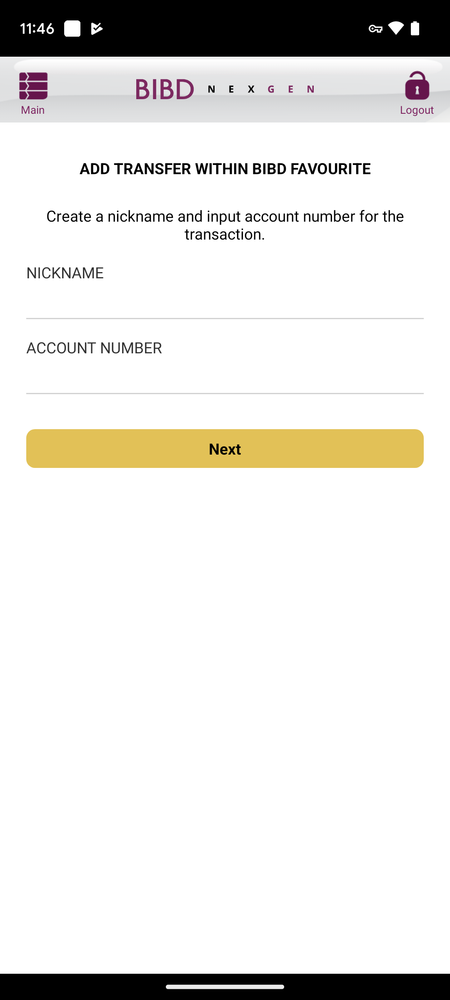 11:46
Main
BIBD NEXGEN
Logout
ADD TRANSFER WITHIN BIBD FAVOURITE
Create a nickname and input account number for the
transaction.
NICKNAME
ACCOUNT NUMBER
Next